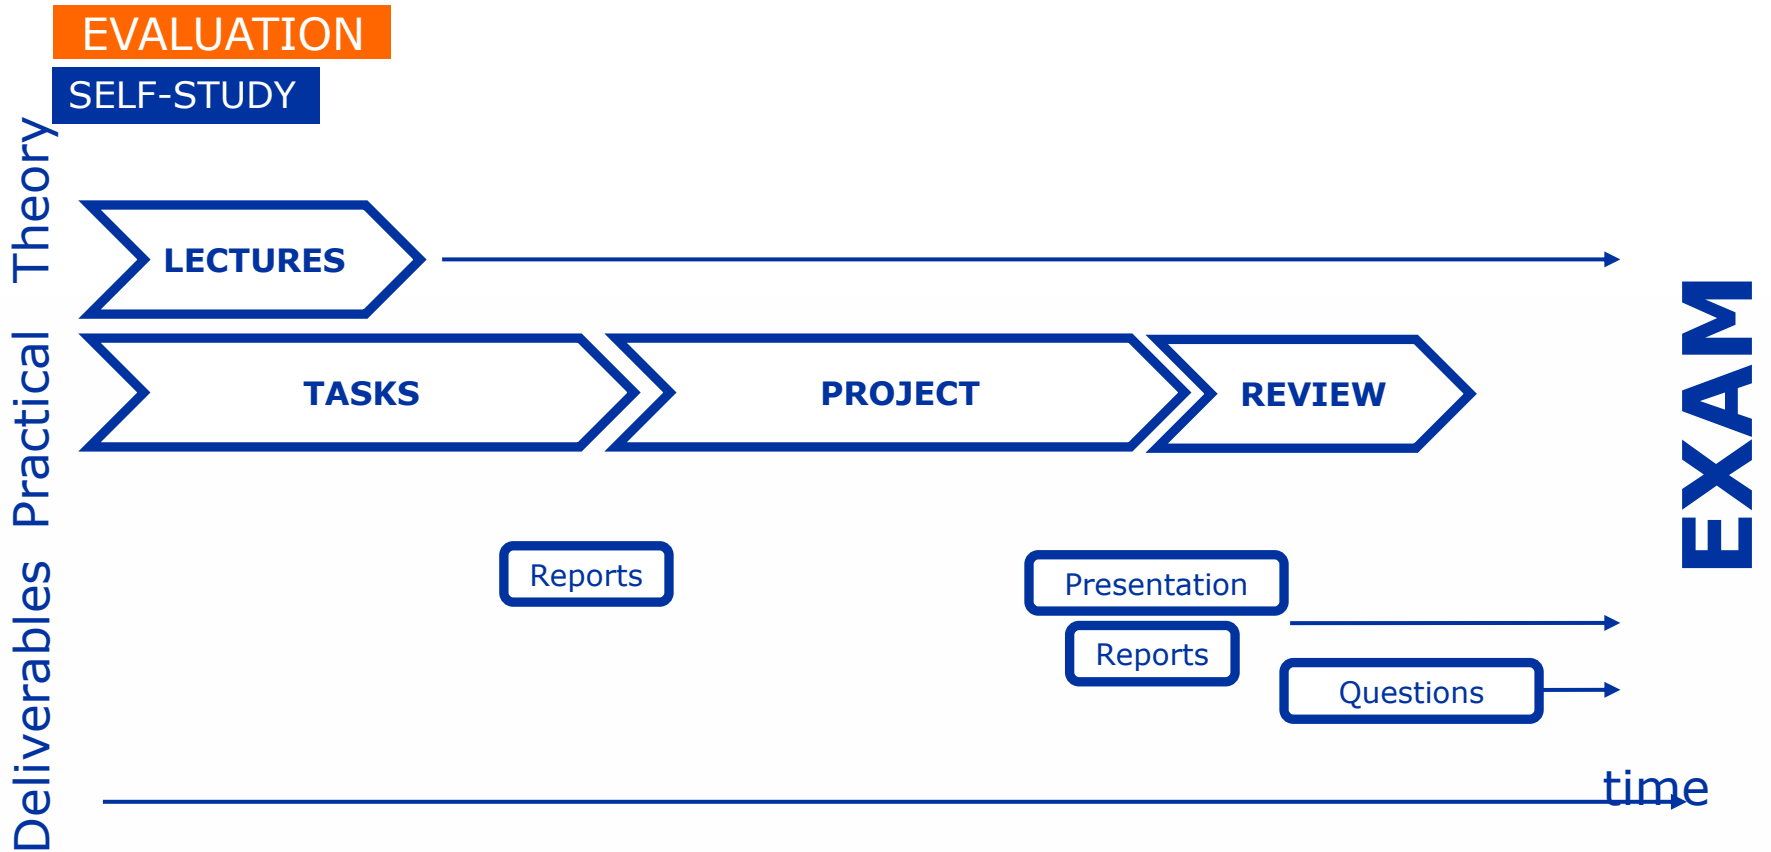 EVALUATION
SELF-STUDY
Theory
LECTURES
Practical
TASKS
PROJECT
REVIEW
EXAM
Deliverables
Reports
Presentation
Reports
Questions
time